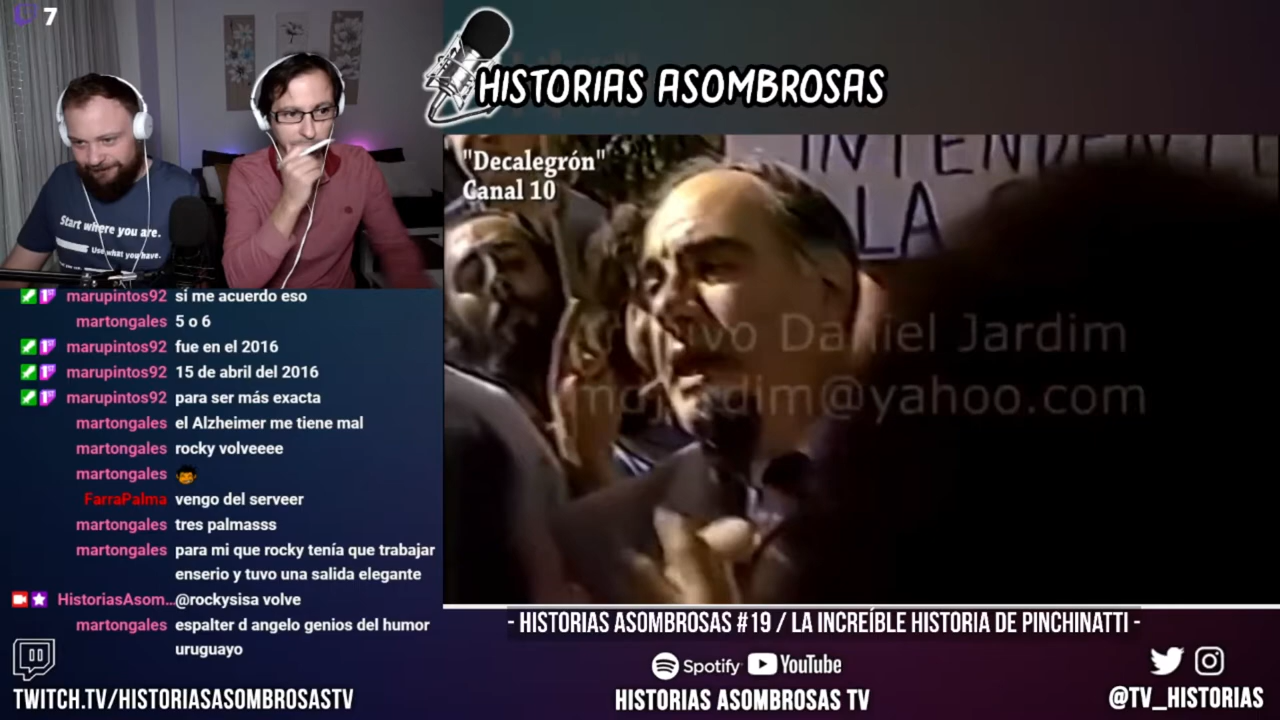 7
HISTORIAS ASOMBROSAS
Start where you are.
Use what you have.
"Decalegrón"
Canal 10
INTENDENT
LA
Daniel Jardim
@yahoo.com
marupintos92 si me acuerdo eso
martongales 5 o 6
marupintos92 fue en el 2016
marupintos92 15 de abril del 2016
marupintos92 para ser más exacta
martongales el Alzheimer me tiene mal
martongales rocky volveeee
martongales
FarraPalma vengo del serveer
martongales tres palmasss
martongales para mi que rocky tenía que trabajar
enserio y tuvo una salida elegante
HistoriasAsom... @rockysisa volve
martongales espalter d angelo genios del humor
uruguayo
- HISTORIAS ASOMBROSAS #19 / LA INCREÍBLE HISTORIA DE PINCHINATTI -
Spotify YouTube
TWITCH.TV/HISTORIASASOMBROSASTV
HISTORIAS ASOMBROSAS TV
@TV_HISTORIAS